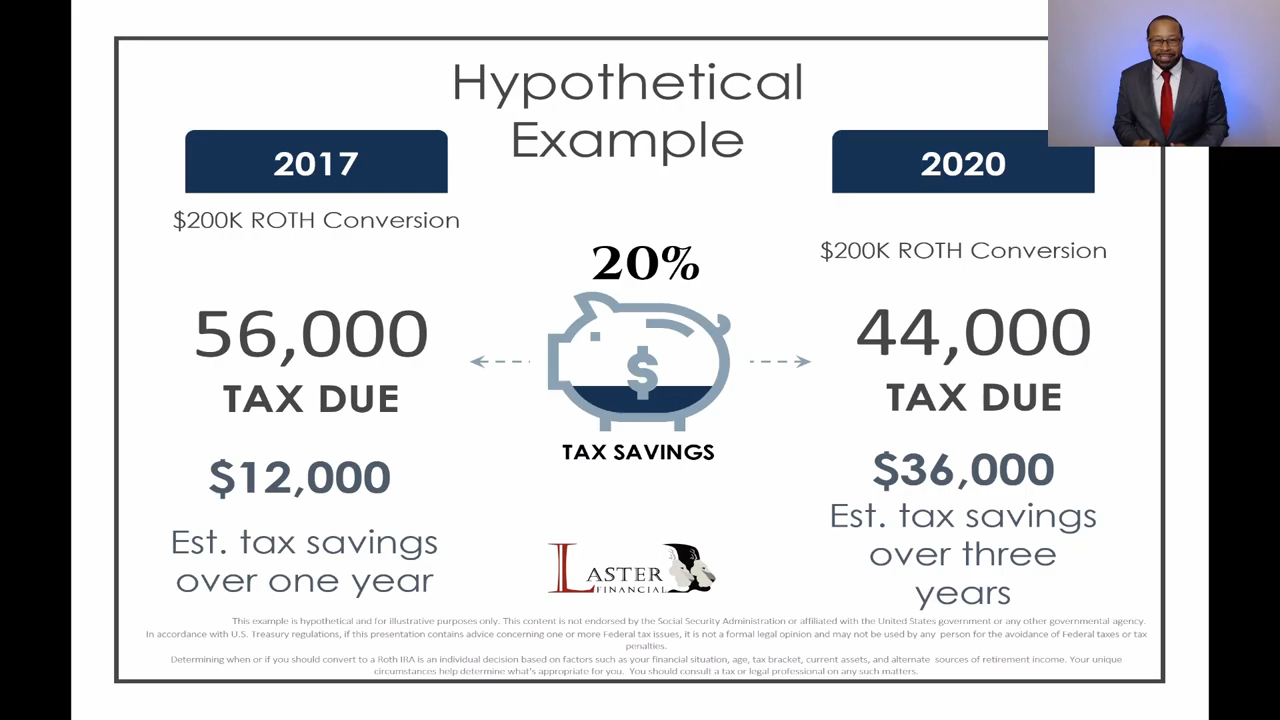 Hypothetical
Example
2017
$200K ROTH Conversion
56,000
TAX DUE
$12,000
Est. tax savings
over one year
20%
$
TAX SAVINGS
LASTER
FINANCIAL
2020
$200K ROTH Conversion
44,000
TAX DUE
$36,000
Est. tax savings
over three
years
This example is hypothetical and for illustrative purposes only. This content is not endorsed by the Social Security Administration or affiliated with the United States government or any other governmental agency.
In accordance with U.S. Treasury regulations, if this presentation contains advice concerning one or more Federal tax issues, it is not a formal legal opinion and may not be used by any person for the avoidance of Federal taxes or tax
penalties.
Determining when or if you should convert to a Roth IRA is an individual decision based on factors such as your financial situation, age, tax bracket, current assets, and alternate sources of retirement income. Your unique
circumstances help determine what's appropriate for you. You should consult a tax or legal professional on any such matters.